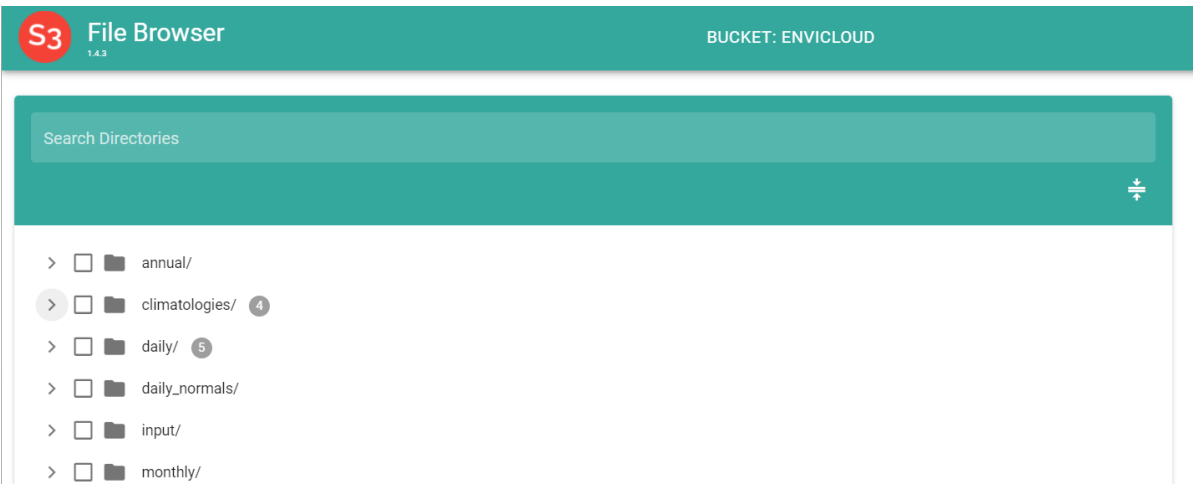 S3 File Browser BUCKET: ENVICLOUD
1.4.3
Search Directories
annual/
climatologies/ 4
daily/ 5
daily_normals/
input/
monthly/